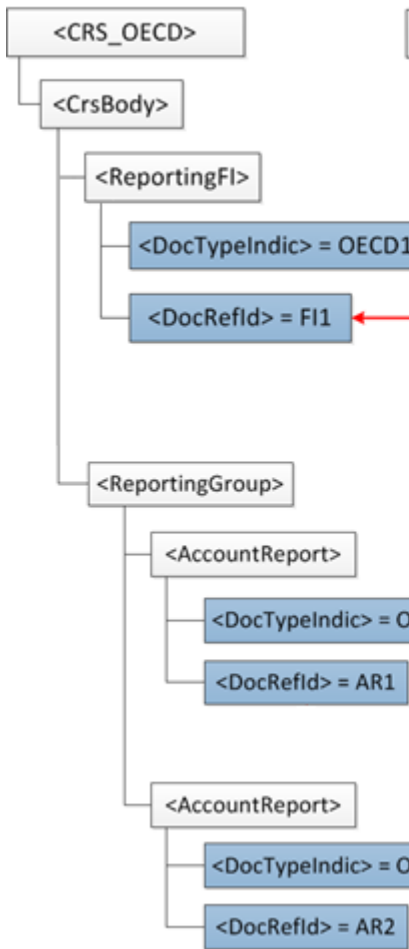 <CRS_OECD>
<CrsBody>
<ReportingFI>
<DocTypeIndic> = OECD1
<DocRefId> = FI1
<ReportingGroup>
<AccountReport>
<DocTypeIndic> = O
<DocRefId> = AR1
<AccountReport>
<DocTypeIndic> = O
<DocRefId> = AR2